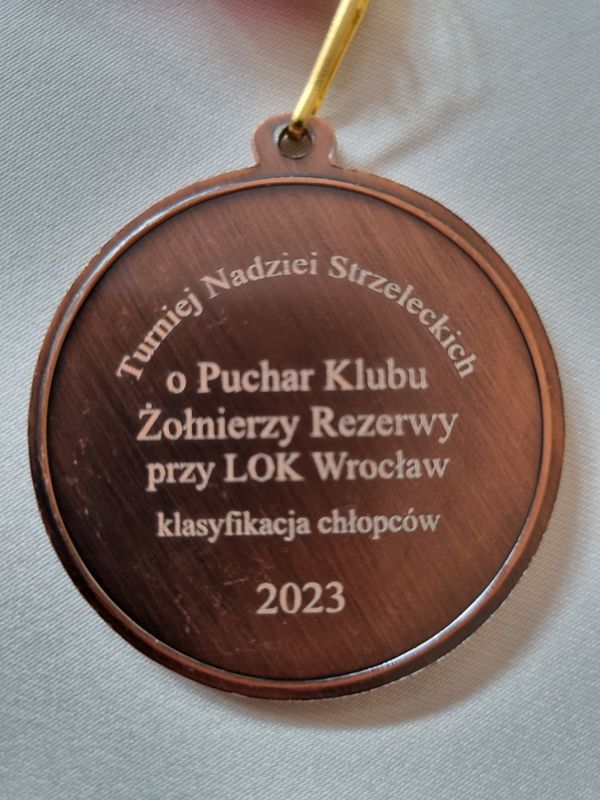 Turniej Nadziei Strzeleckich
o Puchar Klubu
Żołnierzy Rezerwy
przy LOK Wrocław
klasyfikacja chłopców
2023